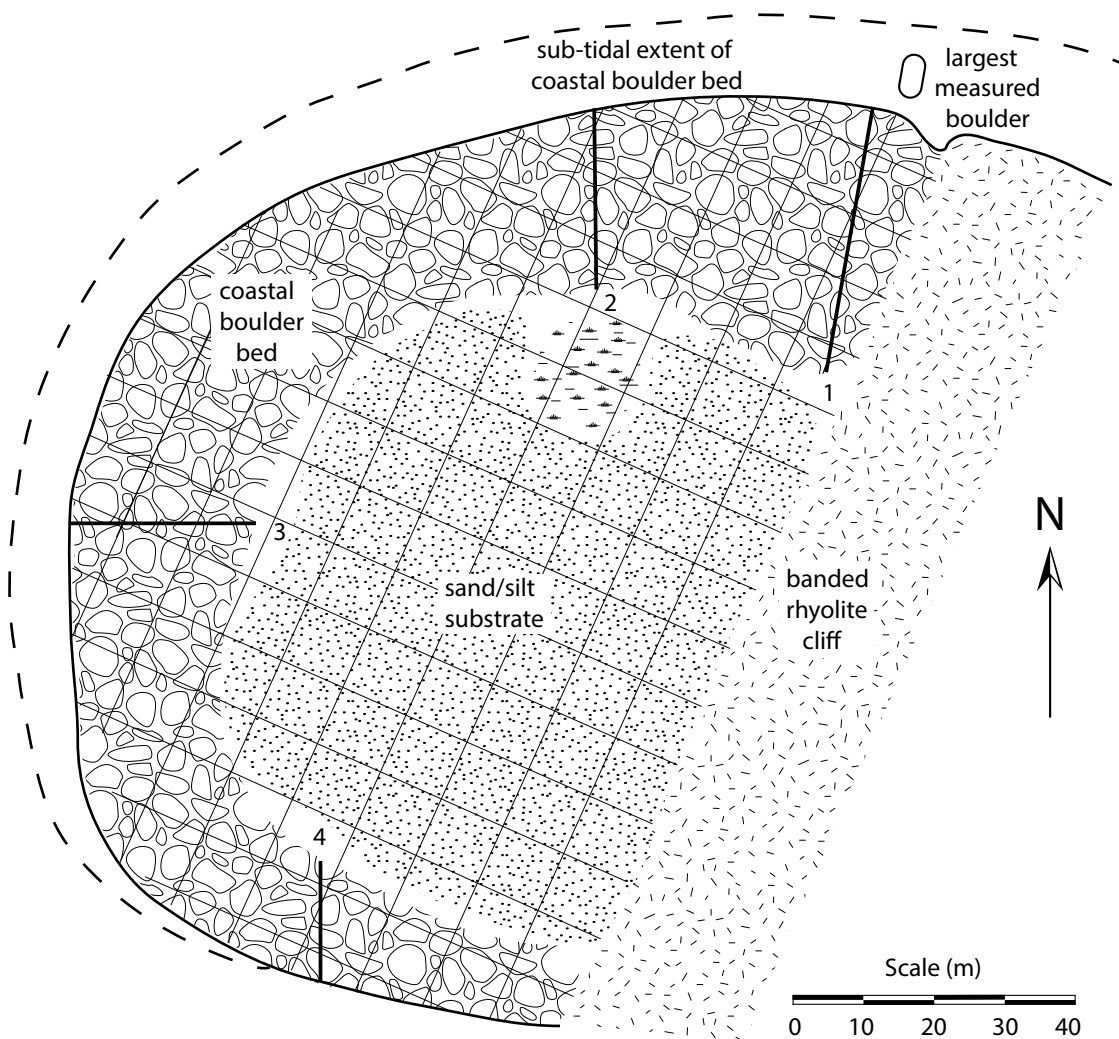 sub-tidal extent of
coastal boulder bed
largest
measured
boulder
coastal
boulder
bed
2
1
3
N
sand/silt
substrate
banded
rhyolite
cliff
4
Scale (m)
0 10 20 30 40